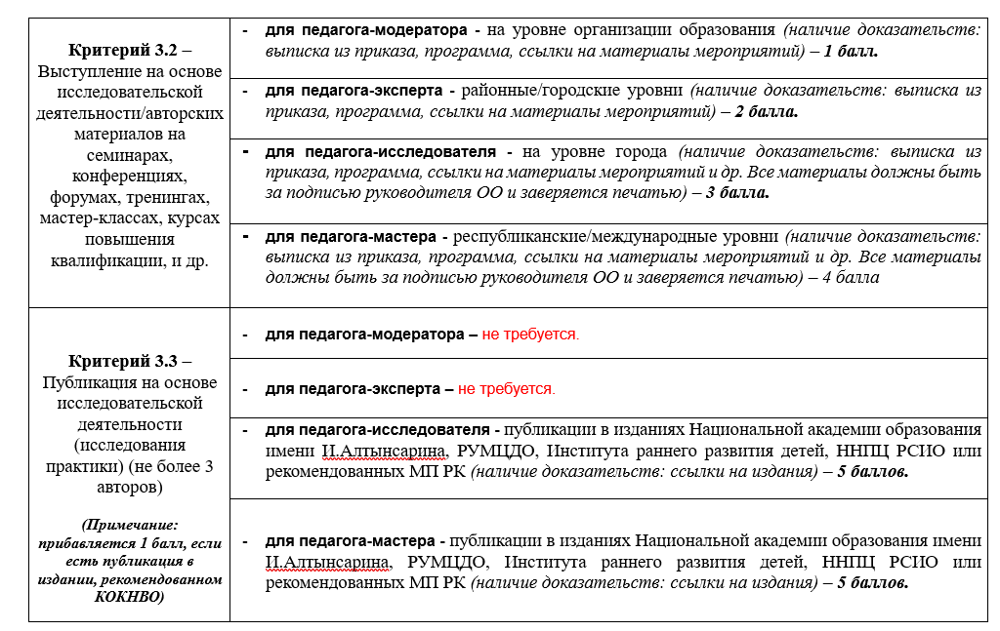 Критерий 3.2 –
Выступление на основе
исследовательской
деятельности/авторских
материалов на
семинарах,
конференциях,
форумах, тренингах,
мастер-классах, курсах
повышения
квалификации, и др.
- для педагога-модератора - на уровне организации образования (наличие доказательств:
выписка из приказа, программа, ссылки на материалы мероприятий) – 1 балл.
- для педагога-эксперта - районные/городские уровни (наличие доказательств: выписка из
приказа, программа, ссылки на материалы мероприятий) – 2 балла.
- для педагога-исследователя - на уровне города (наличие доказательств: выписка из
приказа, программа, ссылки на материалы мероприятий и др. Все материалы должны быть
за подписью руководителя ОО и заверяется печатью) – 3 балла.
- для педагога-мастера - республиканские/международные уровни (наличие доказательств:
выписка из приказа, программа, ссылки на материалы мероприятий и др. Все материалы
должны быть за подписью руководителя ОО и заверяется печатью) – 4 балла
Критерий 3.3 –
Публикация на основе
исследовательской
деятельности
(исследования
практики) (не более 3
авторов)
(Примечание:
прибавляется 1 балл, если
есть публикация в
издании, рекомендованном
КОКНВО)
- для педагога-модератора – не требуется.
- для педагога-эксперта – не требуется.
- для педагога-исследователя - публикации в изданиях Национальной академии образования
имени И.Алтынсарина, РУМЦДО, Института раннего развития детей, ННПЦ РСИО или
рекомендованных МП РК (наличие доказательств: ссылки на издания) – 5 баллов.
- для педагога-мастера - публикации в изданиях Национальной академии образования имени
И.Алтынсарина, РУМЦДО, Института раннего развития детей, ННПЦ РСИО или
рекомендованных МП РК (наличие доказательств: ссылки на издания) – 5 баллов.